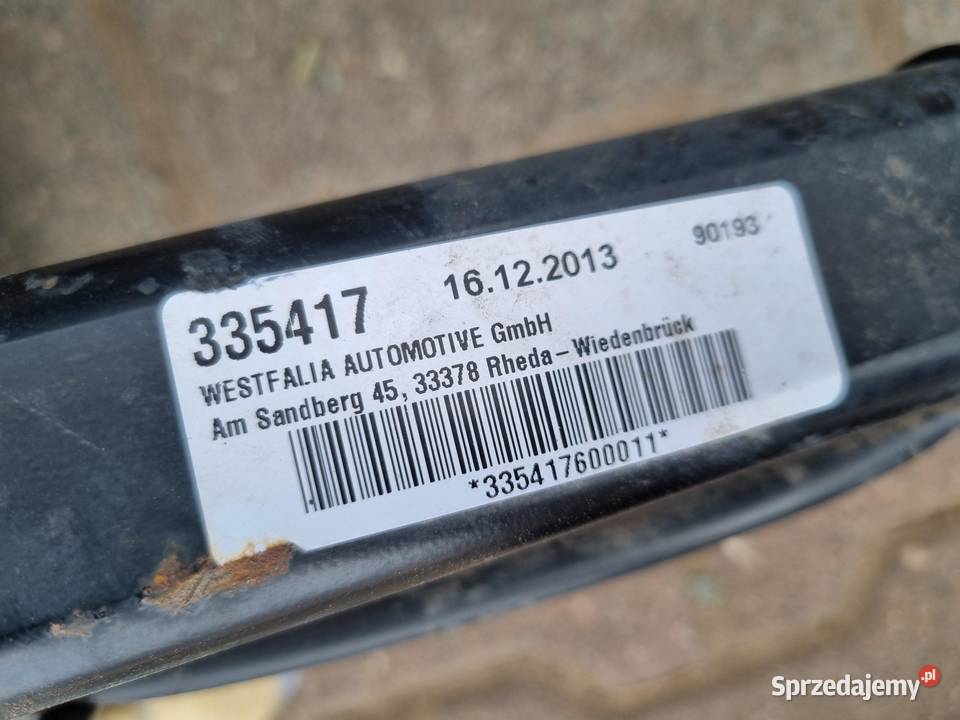 335417 16.12.2013 90193
WESTFALIA AUTOMOTIVE GmbH
Am Sandberg 45, 33378 Rheda-Wiedenbrück
*335417600011*
Sprzedajemy.pl